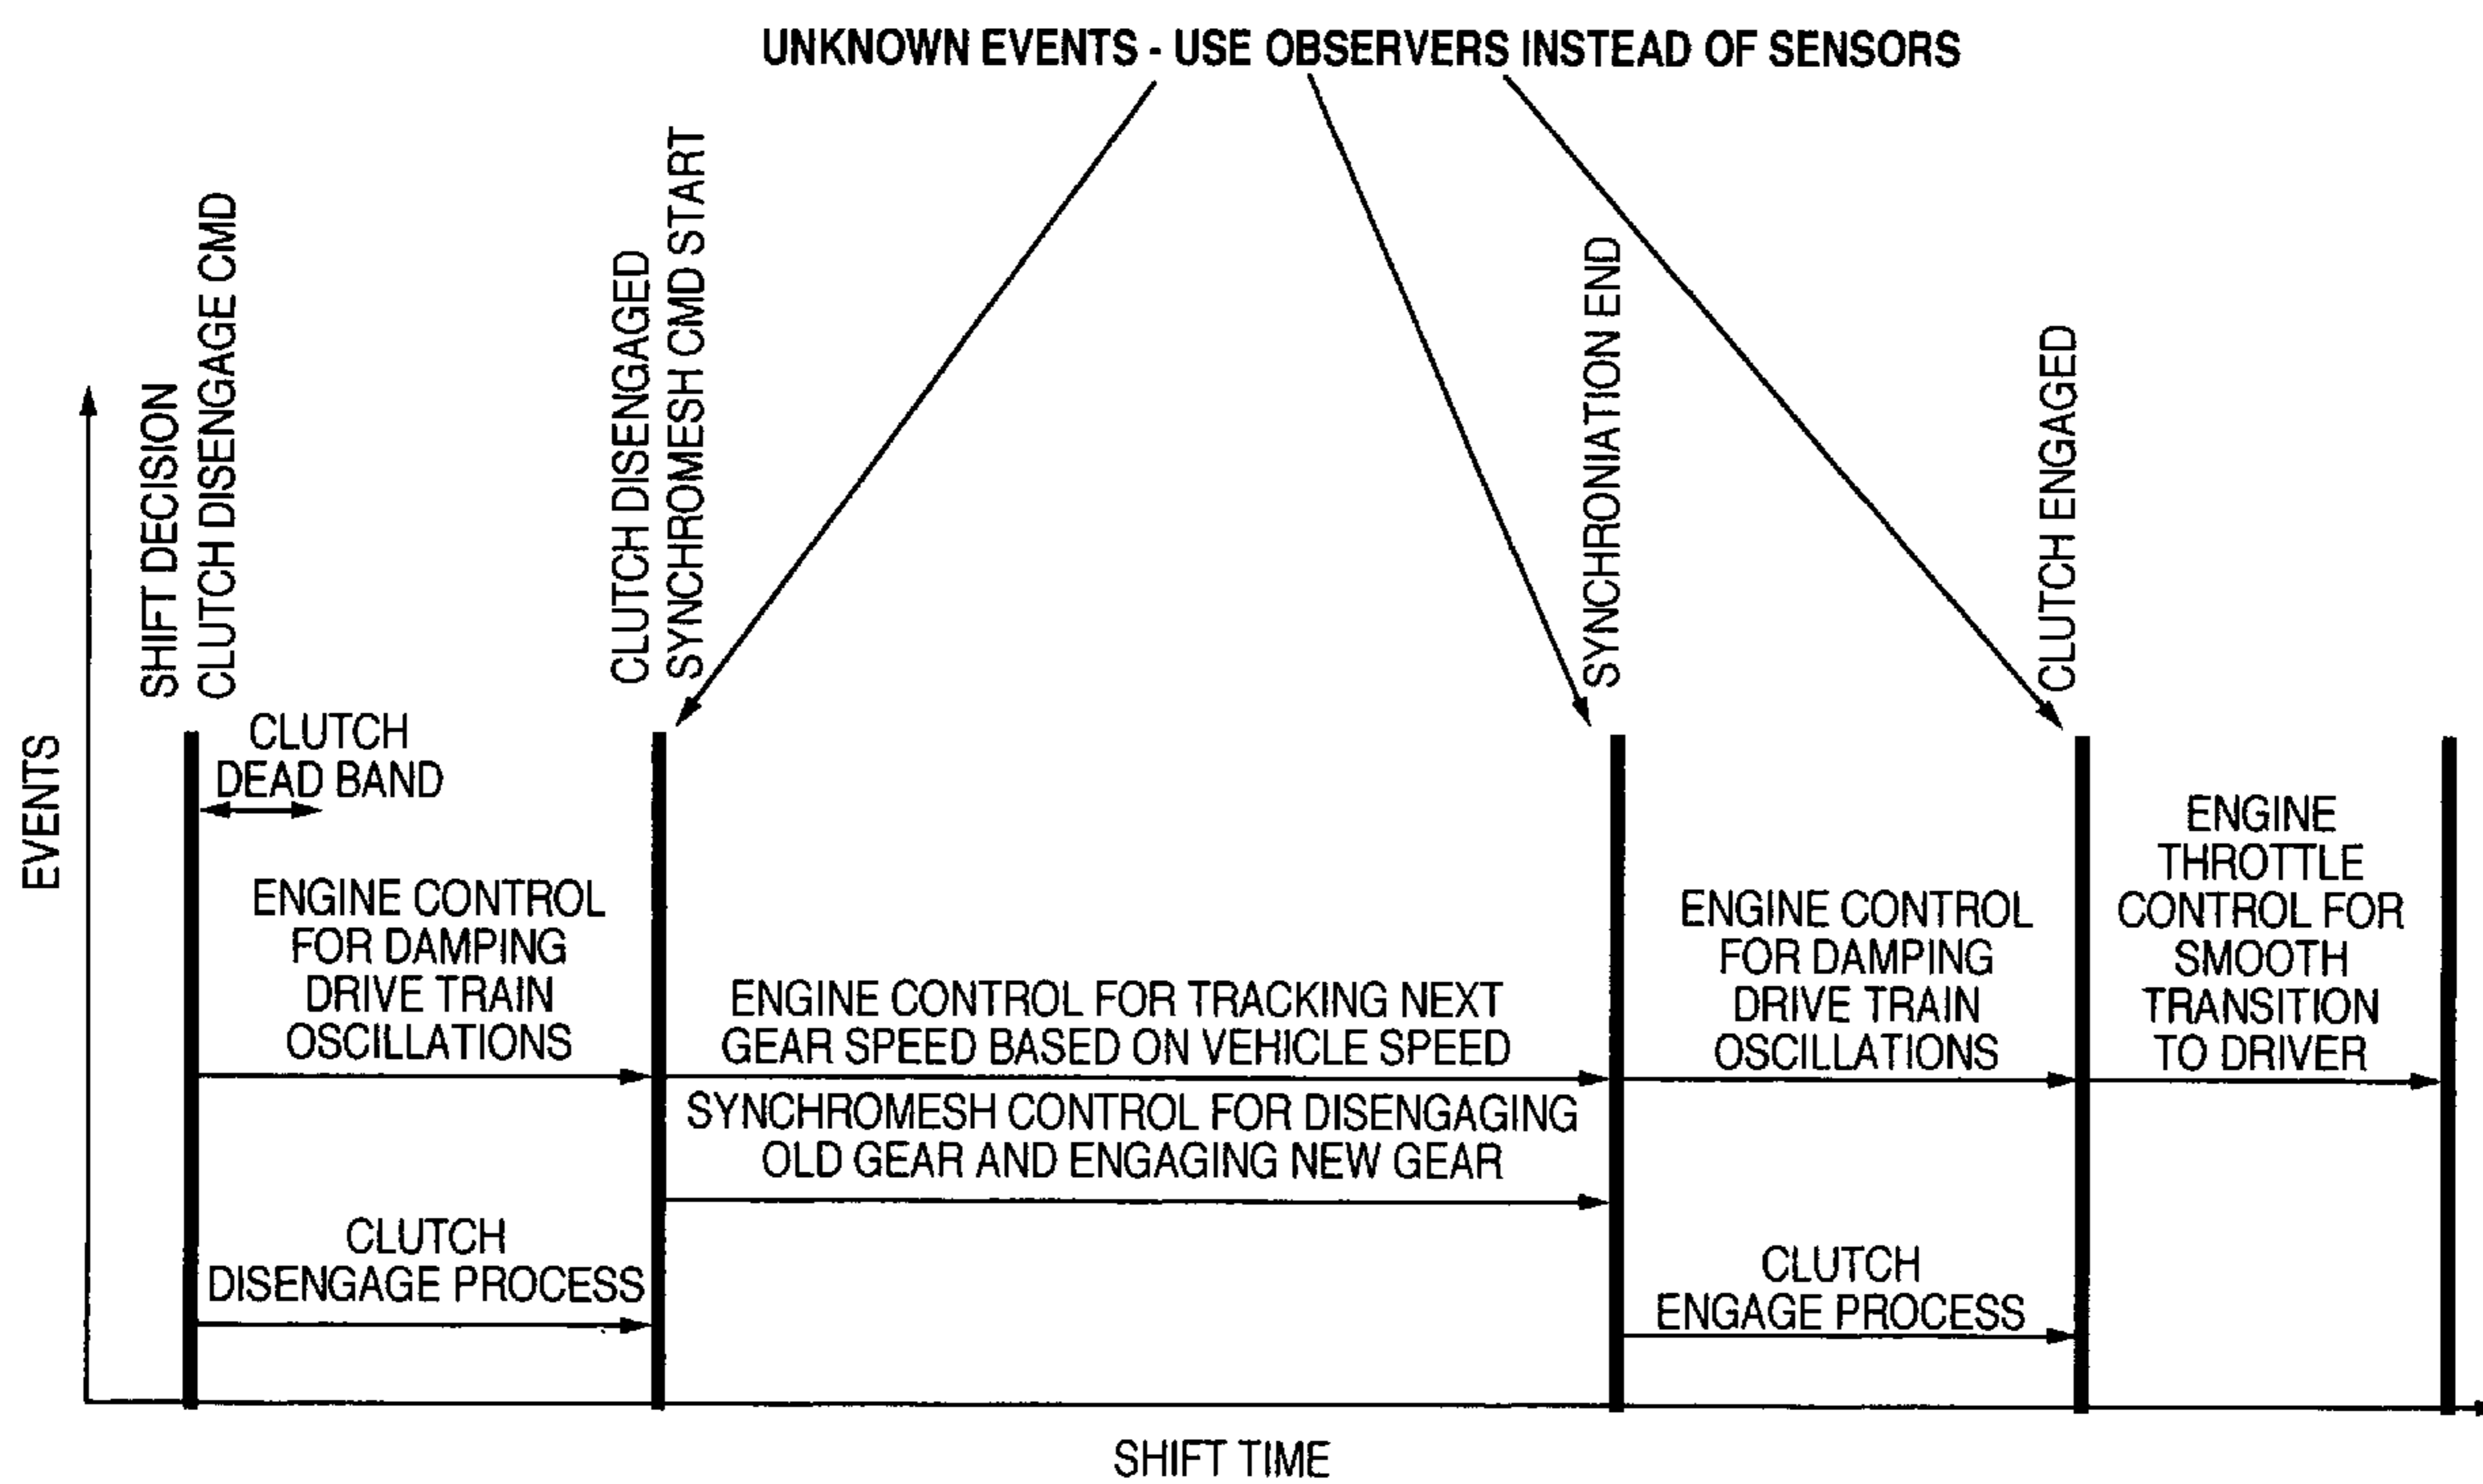 UNKNOWN EVENTS - USE OBSERVERS INSTEAD OF SENSORS
SHIFT DECISION
CLUTCH DISENGAGE CMD
CLUTCH DISENGAGED
SYNCHROMESH CMD START
SYNCHRONIATION END
CLUTCH ENGAGED
EVENTS
CLUTCH
DEAD BAND
ENGINE CONTROL
FOR DAMPING
DRIVE TRAIN
OSCILLATIONS
ENGINE CONTROL FOR TRACKING NEXT
GEAR SPEED BASED ON VEHICLE SPEED
SYNCHROMESH CONTROL FOR DISENGAGING
OLD GEAR AND ENGAGING NEW GEAR
ENGINE CONTROL
FOR DAMPING
DRIVE TRAIN
OSCILLATIONS
ENGINE
THROTTLE
CONTROL FOR
SMOOTH
TRANSITION
TO DRIVER
CLUTCH
DISENGAGE PROCESS
CLUTCH
ENGAGE PROCESS
SHIFT TIME